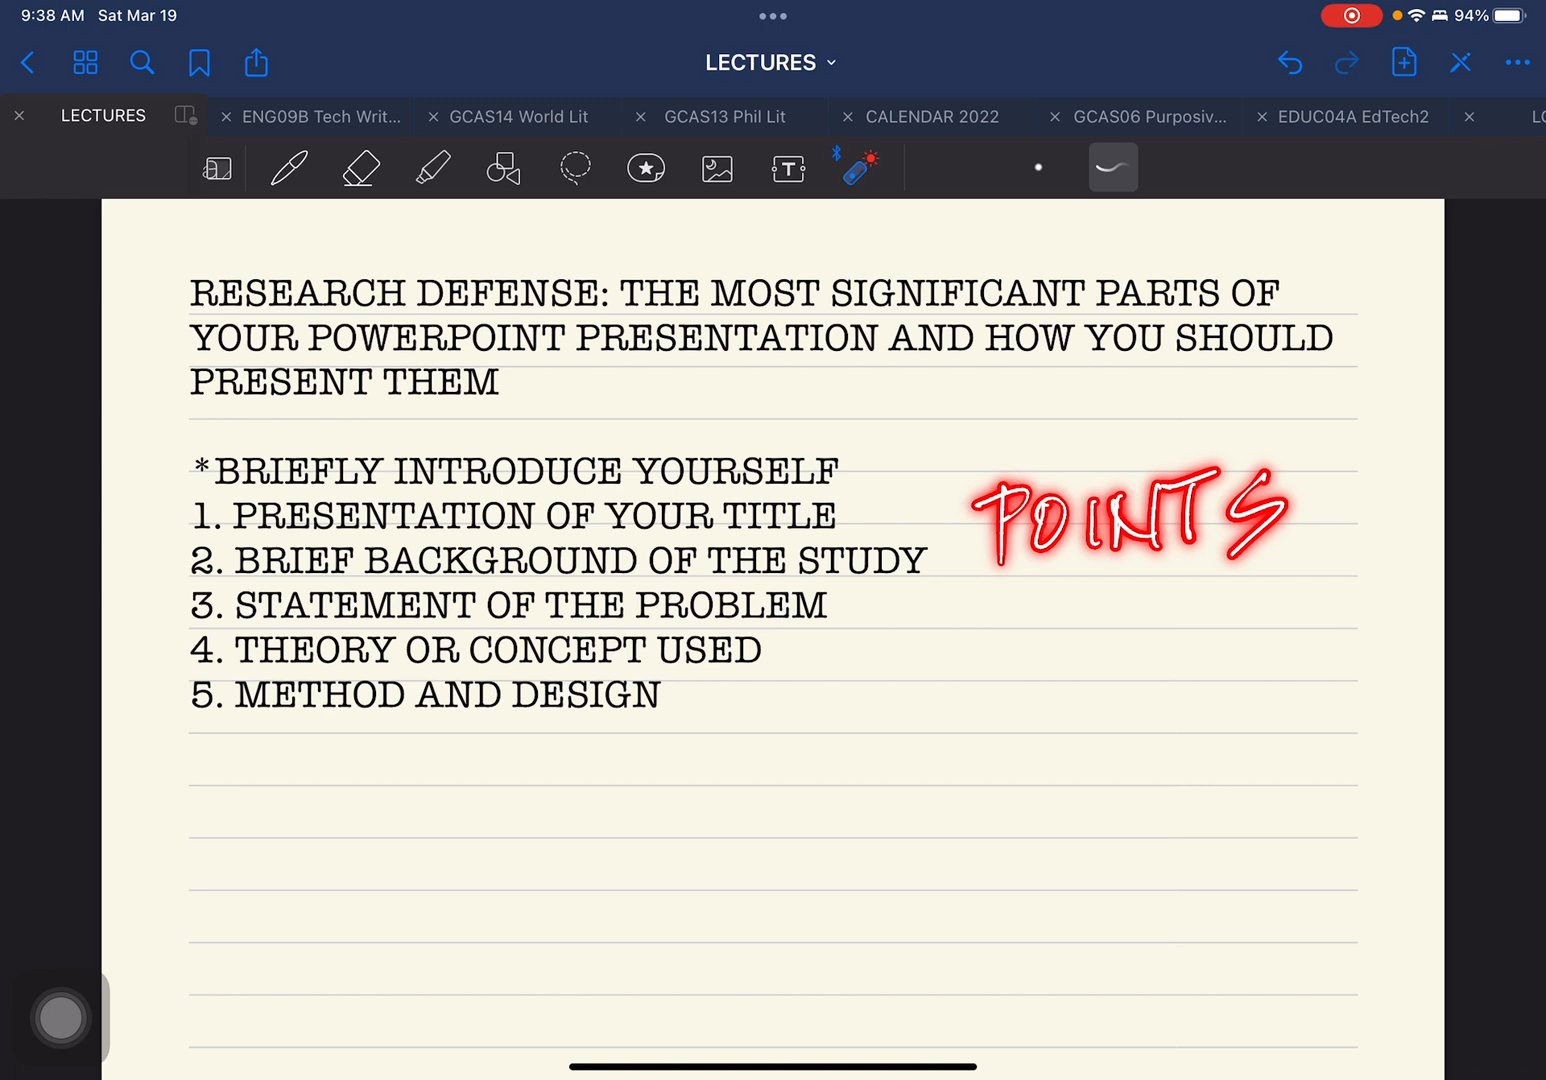 9:38 AM Sat Mar 19
94%
LECTURES
LECTURES
ENG09B Tech Writ...
GCAS14 World Lit
GCAS13 Phil Lit
CALENDAR 2022
GCAS06 Purposiv...
EDUC04A EdTech2
RESEARCH DEFENSE: THE MOST SIGNIFICANT PARTS OF
YOUR POWERPOINT PRESENTATION AND HOW YOU SHOULD
PRESENT THEM
*BRIEFLY INTRODUCE YOURSELF
1. PRESENTATION OF YOUR TITLE
2. BRIEF BACKGROUND OF THE STUDY
3. STATEMENT OF THE PROBLEM
4. THEORY OR CONCEPT USED
5. METHOD AND DESIGN
POINTS